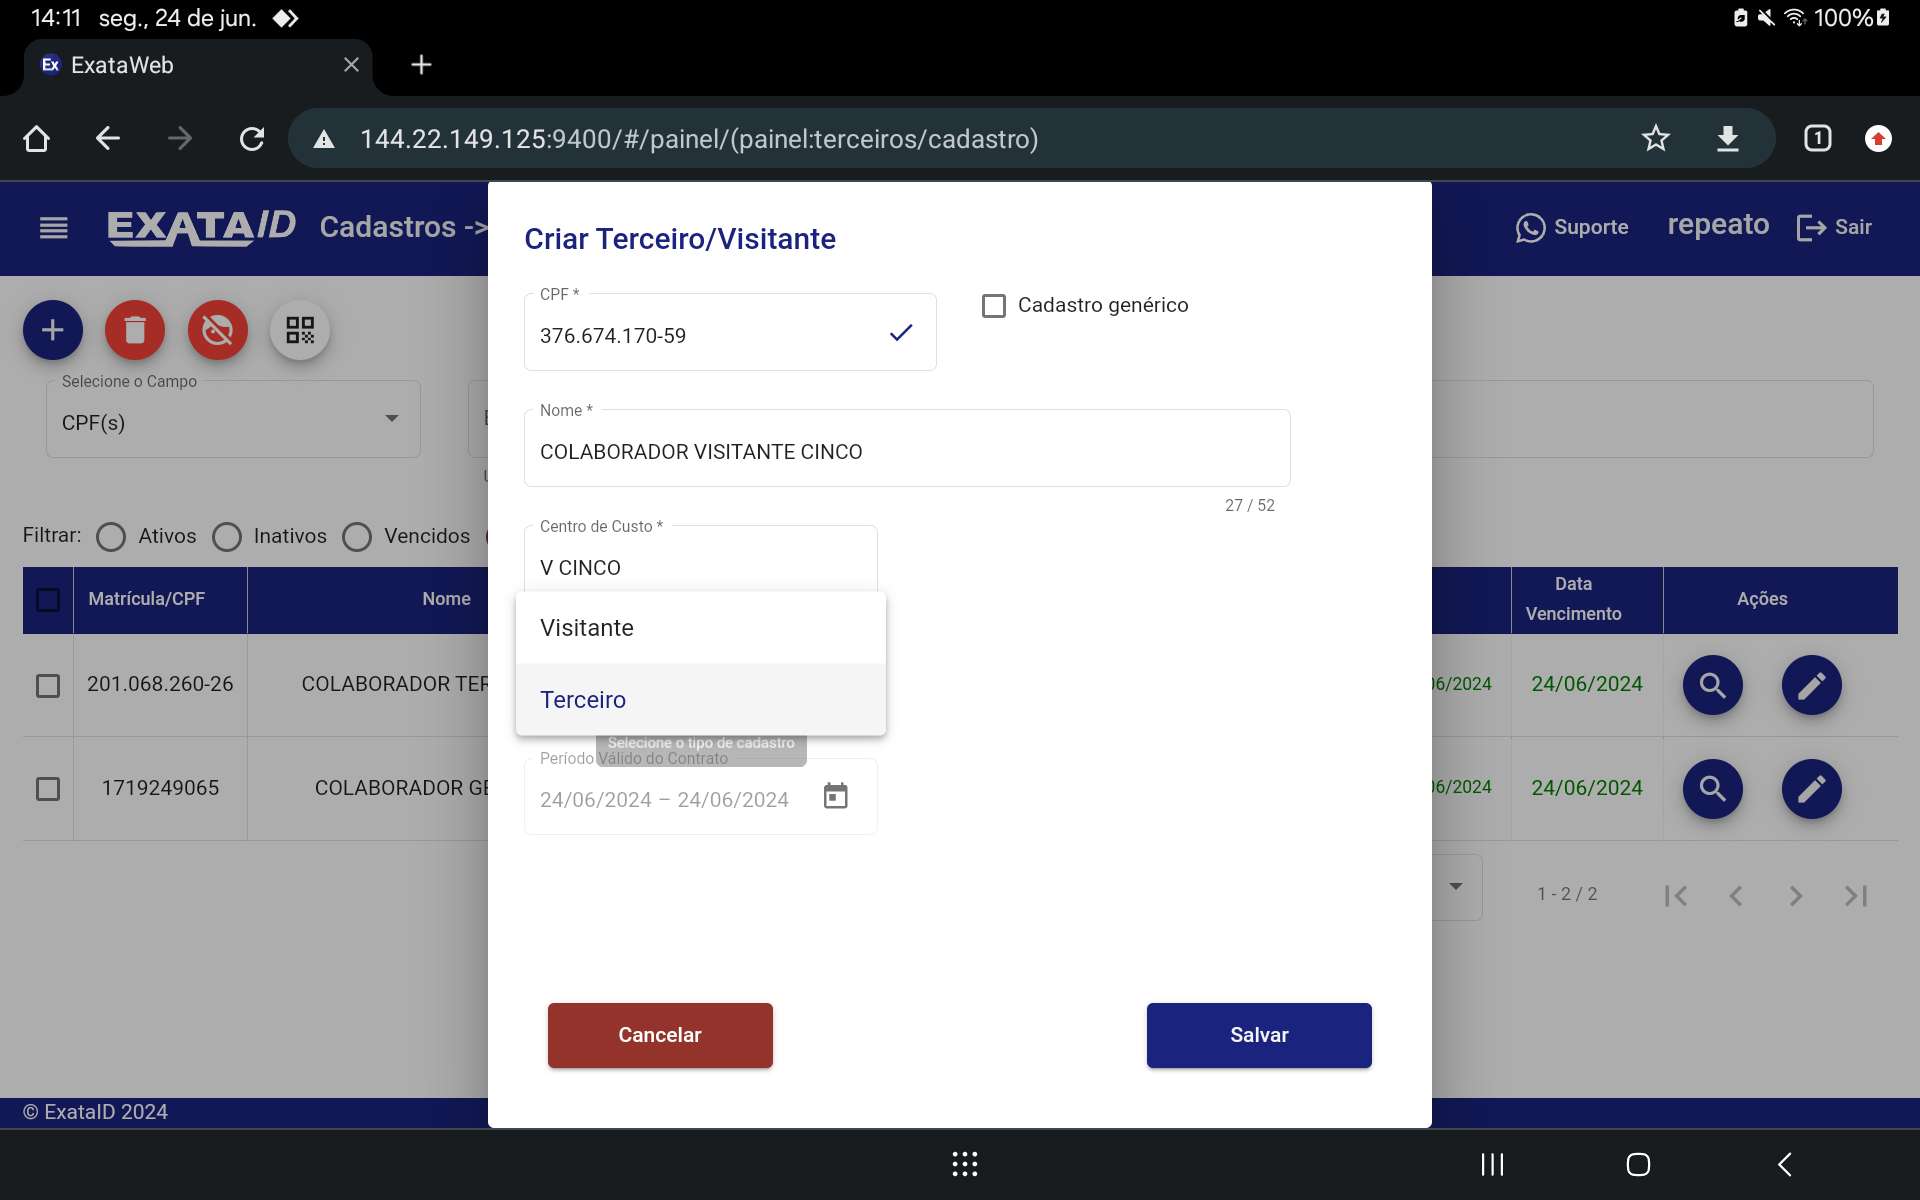 14:11 seg., 24 de jun. 100%
Ex ExataWeb
144.22.149.125:9400/#/painel/(painel:terceiros/cadastro) 1
EXATAID Cadastros -> Suporte repeato Sair
Criar Terceiro/Visitante
CPF *
376.674.170-59
Cadastro genérico
Selecione o Campo
CPF(s)
Nome *
COLABORADOR VISITANTE CINCO
27 / 52
Centro de Custo *
V CINCO
Filtrar: Ativos Inativos Vencidos
Visitante
Terceiro
Selecione o tipo de cadastro
Período Válido do Contrato
24/06/2024 – 24/06/2024
Matrícula/CPF Nome Data Vencimento Ações
201.068.260-26 COLABORADOR TER 06/2024 24/06/2024
1719249065 COLABORADOR GE 06/2024 24/06/2024
1 - 2 / 2
Cancelar Salvar
© ExataID 2024